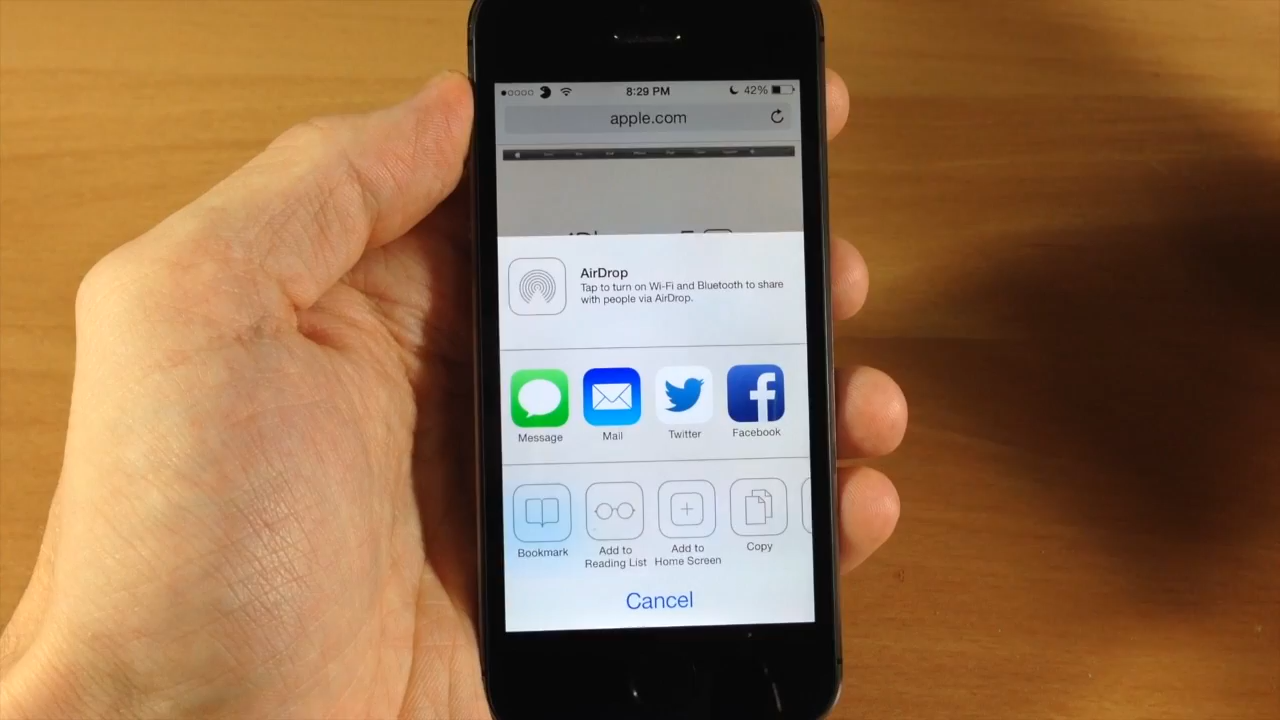 8:29 PM
42%
apple.com
AirDrop
Tap to turn on Wi-Fi and Bluetooth to share
with people via AirDrop.
Message
Mail
Twitter
Facebook
Bookmark
Add to
Reading List
Add to
Home Screen
Copy
Cancel